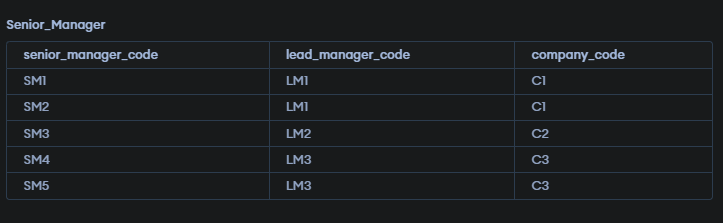 Senior_Manager
senior_manager_code lead_manager_code company_code
SM1 LM1 C1
SM2 LM1 C1
SM3 LM2 C2
SM4 LM3 C3
SM5 LM3 C3